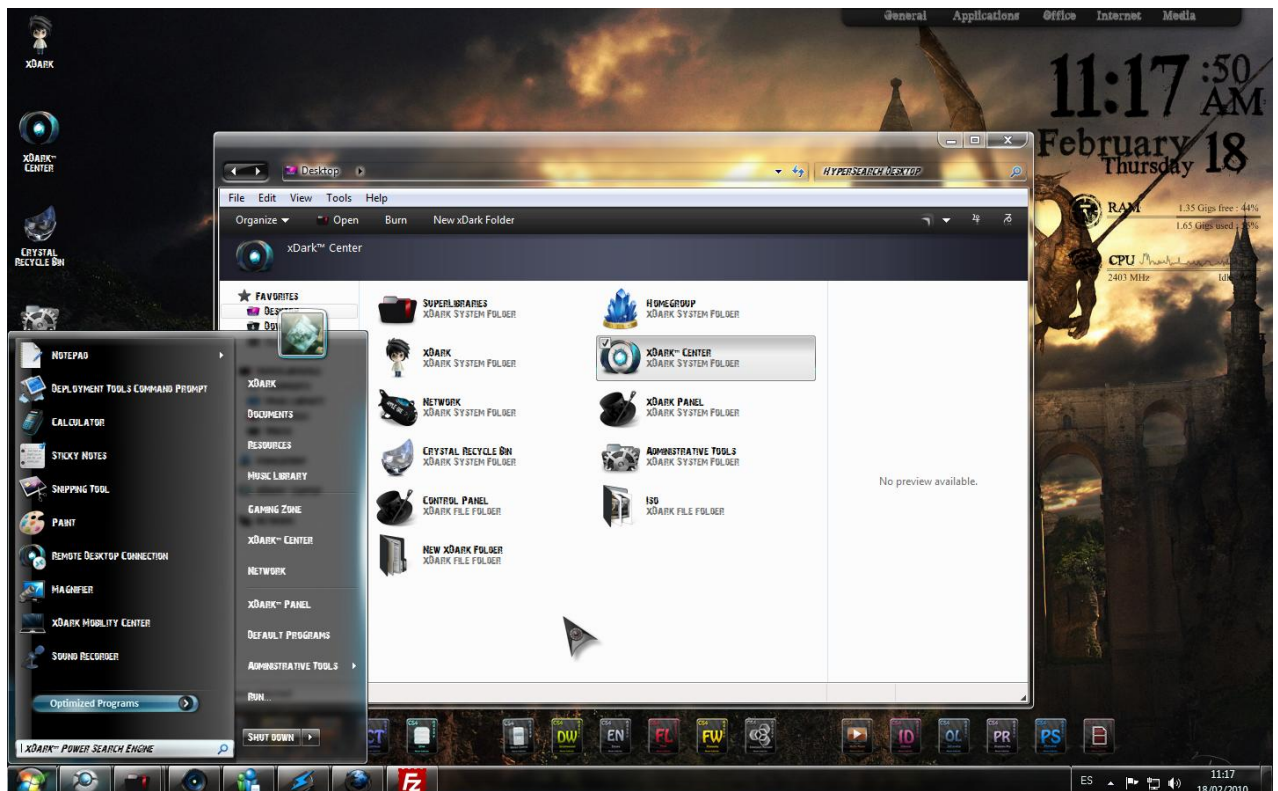 General Applications Office Internet Media
11:17 :50 AM
February 18
Thursday
RAM 1.35 Gigs free : 44%
1.65 Gigs used :
CPU
2403 MHz
xDark
xDark™ Center
Crystal Recycle Bin
Desktop
HyperSearch Desktop
File Edit View Tools Help
Organize Open Burn New xDark Folder
xDark™ Center
Favorites
Superlibraries
xDark System Folder
Homegroup
xDark System Folder
xDark
xDark System Folder
xDark™ Center
xDark System Folder
Network
xDark System Folder
xDark Panel
xDark System Folder
Crystal Recycle Bin
xDark System Folder
Administrative Tools
xDark System Folder
Control Panel
xDark File Folder
ISO
xDark File Folder
New xDark Folder
xDark File Folder
No preview available.
Notepad
Deployment Tools Command Prompt
Calculator
Sticky Notes
Snipping Tool
Paint
Remote Desktop Connection
Magnifier
xDark Mobility Center
Sound Recorder
Optimized Programs
xDark™ Power Search Engine
xDark
Documents
Resources
Music Library
Gaming Zone
xDark™ Center
Network
xDark™ Panel
Default Programs
Administrative Tools
Run...
Shut down
CT DW EN FL FW ID OL PR PS
Fz
ES
11:17
18/02/2010